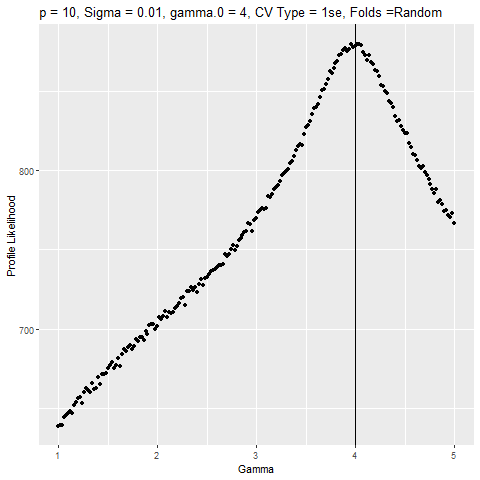 p = 10, Sigma = 0.01, gamma.0 = 4, CV Type = 1se, Folds =Random
800
700
Profile Likelihood
1 2 3 4 5
Gamma